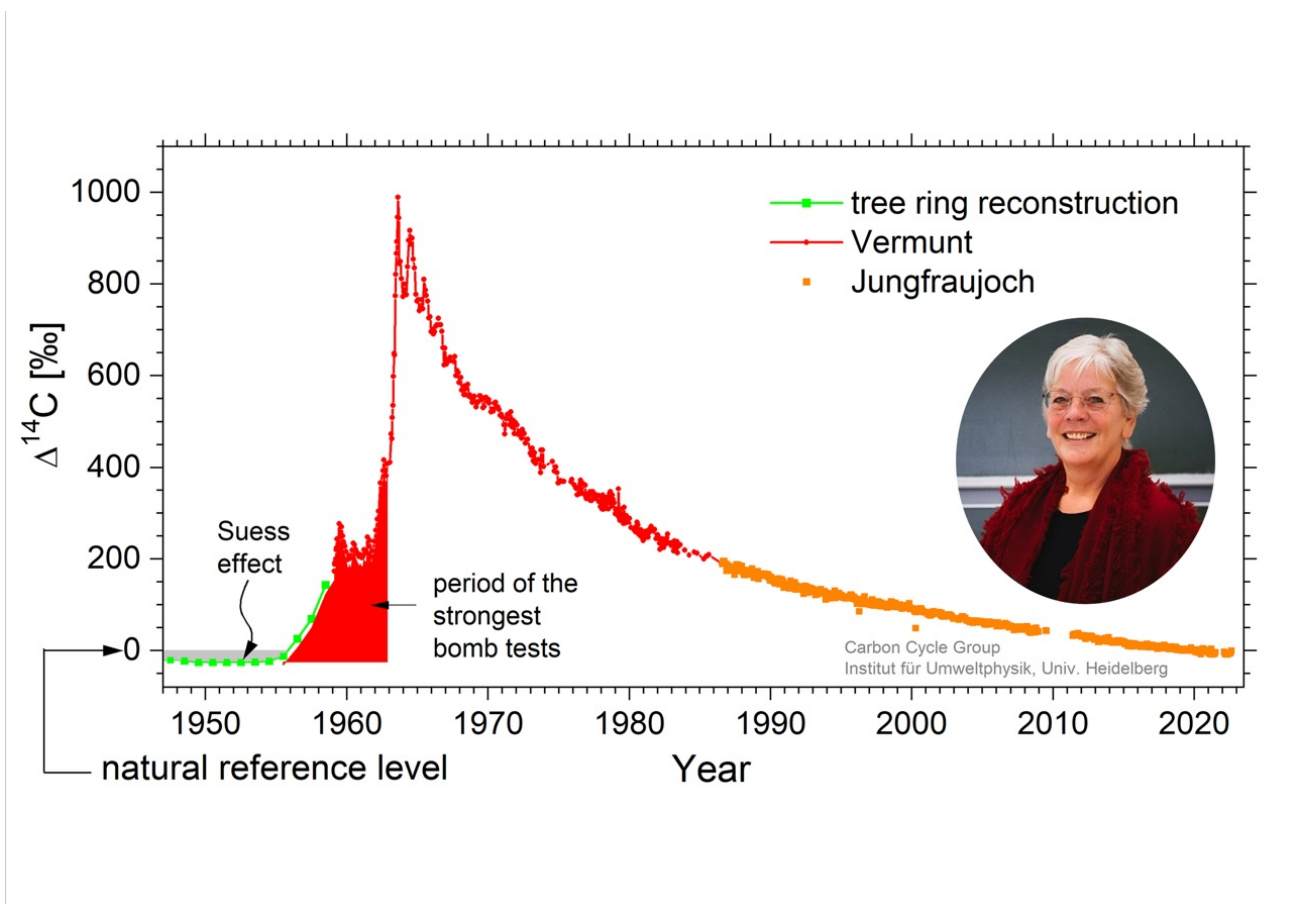 1000
800
600
400
200
0
Δ¹⁴C [‰]
tree ring reconstruction
Vermunt
Jungfraujoch
Suess
effect
period of the
strongest
bomb tests
Carbon Cycle Group
Institut für Umweltphysik, Univ. Heidelberg
1950 1960 1970 1980 1990 2000 2010 2020
natural reference level
Year